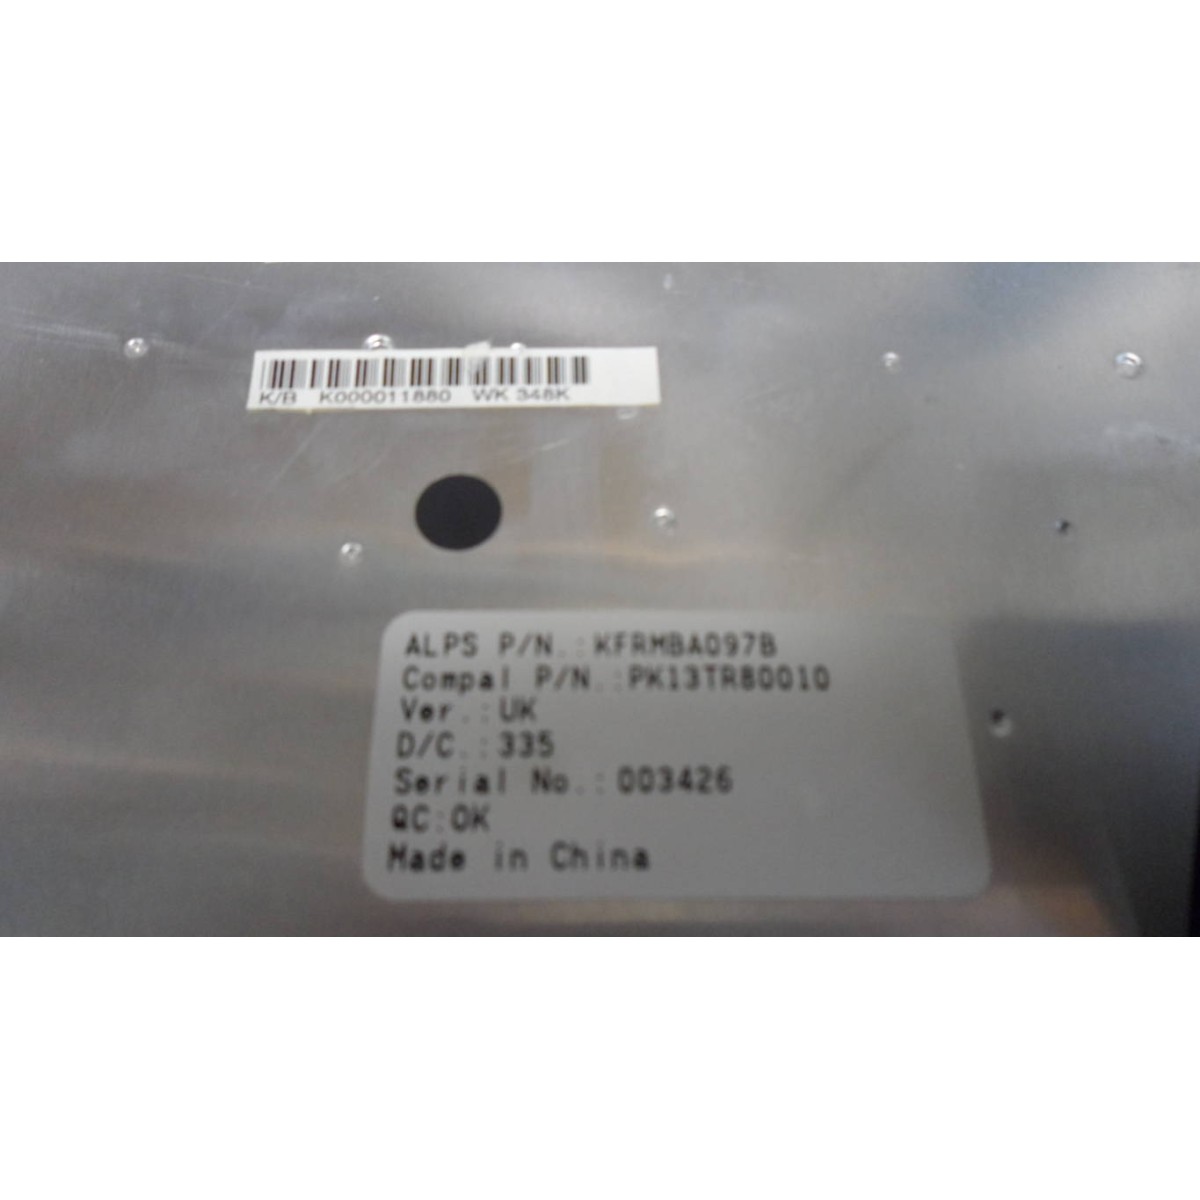 K/B K000011880 WK 348K
ALPS P/N.:KFRMBA097B
Compal P/N.:PK13TR80010
Ver.:UK
D/C.:335
Serial No.:003426
QC:OK
Made in China